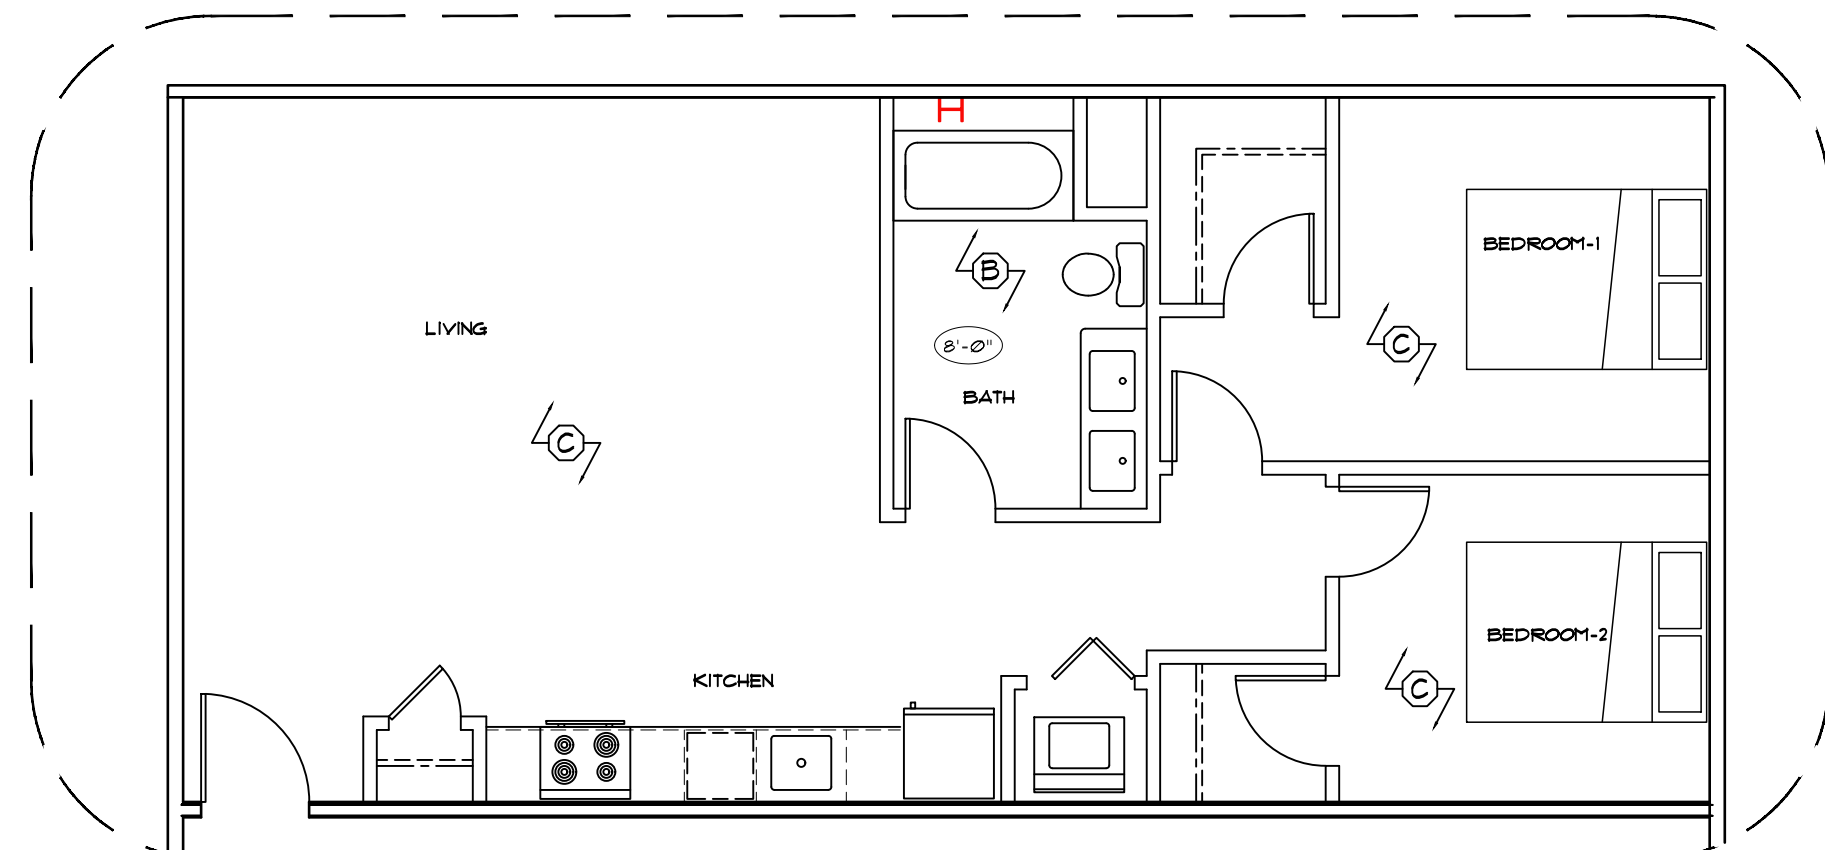 H
BEDROOM-1
B
LIVING
8'-0"
C
BATH
C
BEDROOM-2
KITCHEN
C